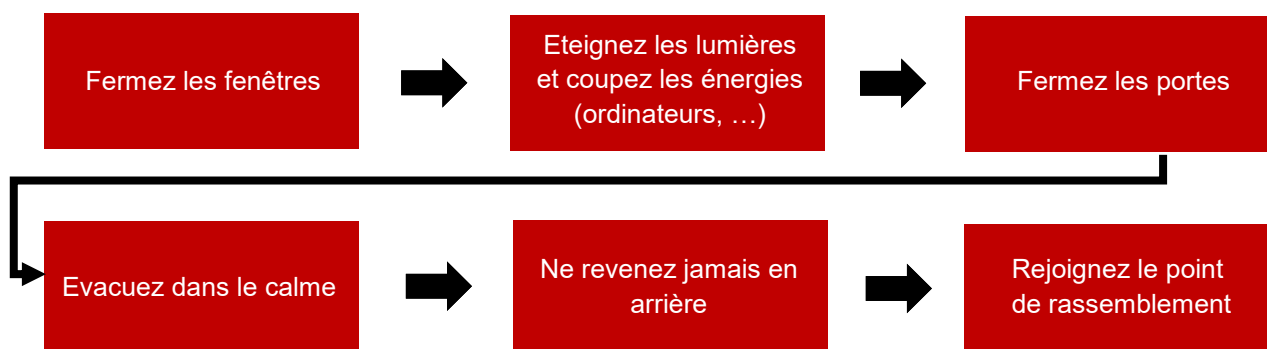 Fermez les fenêtres
Eteignez les lumières
et coupez les énergies
(ordinateurs, …)
Fermez les portes
Evacuez dans le calme
Ne revenez jamais en
arrière
Rejoignez le point
de rassemblement